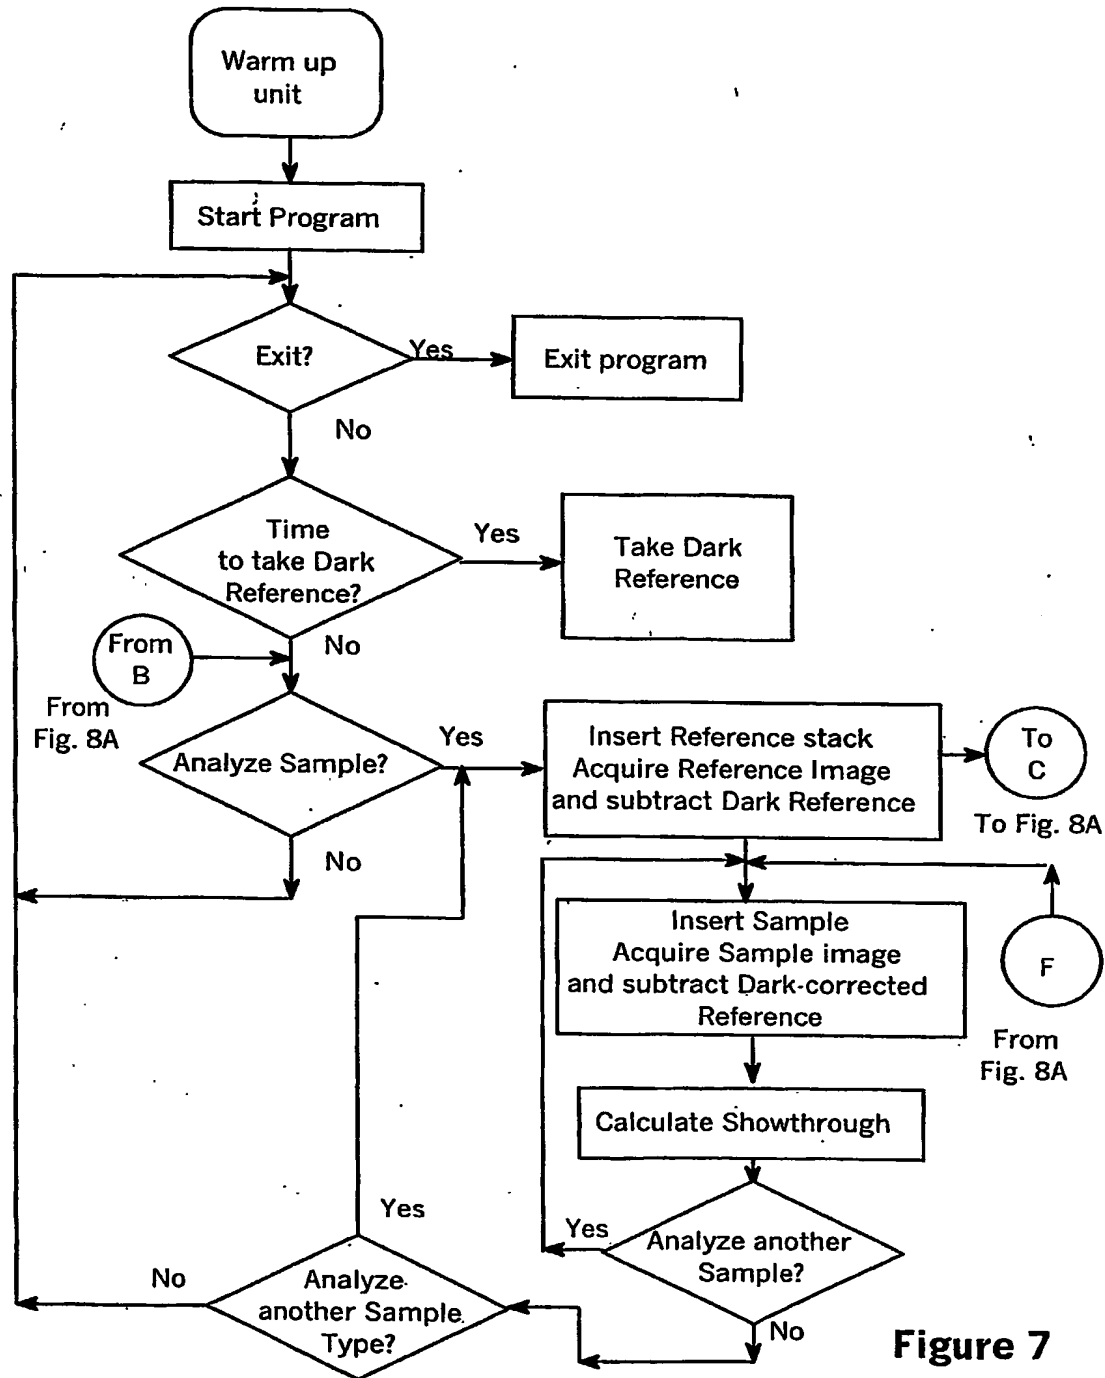 Warm up
unit
Start Program
Exit?
Yes
Exit program
No
Time
to take Dark
Reference?
Yes
Take Dark
Reference
No
From
B
From
Fig. 8A
Analyze Sample?
Yes
Insert Reference stack
Acquire Reference Image
and subtract Dark Reference
To
C
To Fig. 8A
No
Insert Sample
Acquire Sample image
and subtract Dark-corrected
Reference
F
From
Fig. 8A
Calculate Showthrough
Analyze another
Sample?
Yes
No
Analyze
another Sample
Type?
Yes
No
Figure 7